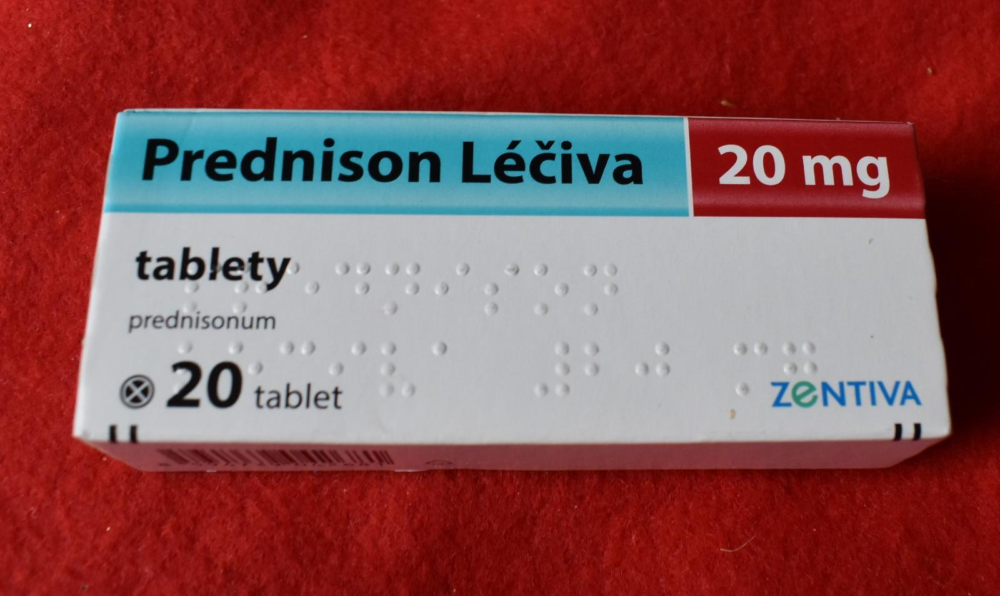 Prednison Léčiva 20 mg
tablety
prednisonum
20 tablet
ZENTIVA